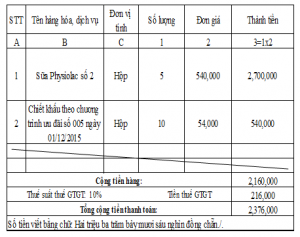 STT Tên hàng hóa, dịch vụ Đơn vị tính Số lượng Đơn giá Thành tiền
A B C 1 2 3=1x2
1 Sữa Physiolac số 2 Hộp 5 540,000 2,700,000
2 Chiết khấu theo chương trình ưu đãi số 005 ngày 01/12/2015 Hộp 10 54,000 540,000
Cộng tiền hàng: 2,160,000
Thuế suất thuế GTGT: 10% Tiền thuế GTGT 216,000
Tổng cộng tiền thanh toán: 2,376,000
Số tiền viết bằng chữ: Hai triệu ba trăm bảy mươi sáu nghìn đồng chẵn./.